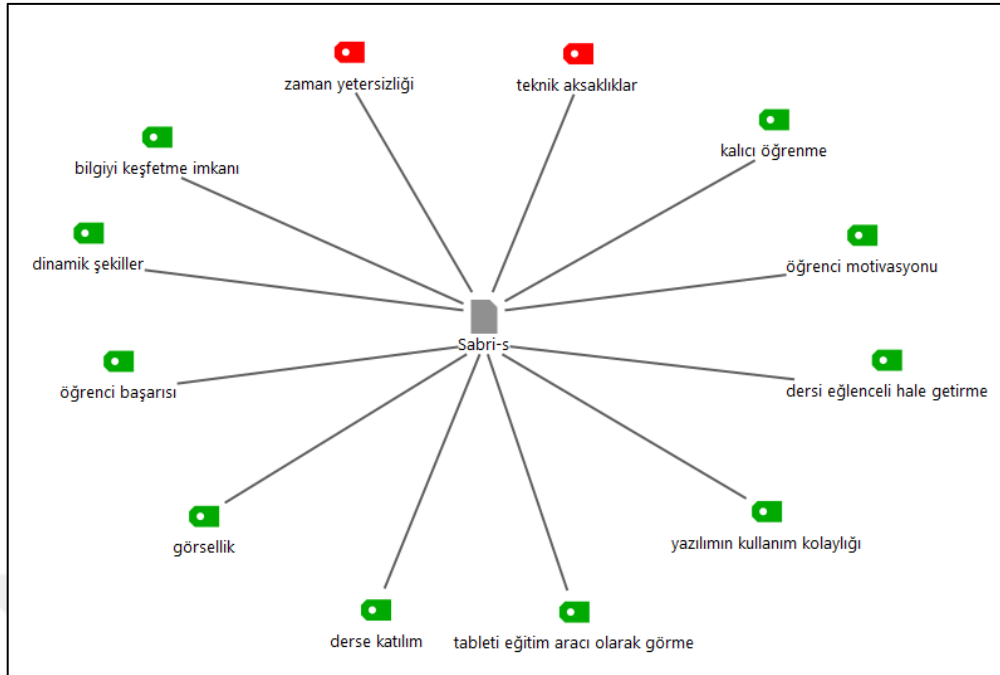 zaman yetersizliği
teknik aksaklıklar
kalıcı öğrenme
bilgiyi keşfetme imkanı
dinamik şekiller
öğrenci motivasyonu
Sabri-s
öğrenci başarısı
dersi eğlenceli hale getirme
görsellik
yazılımın kullanım kolaylığı
derse katılım
tableti eğitim aracı olarak görme